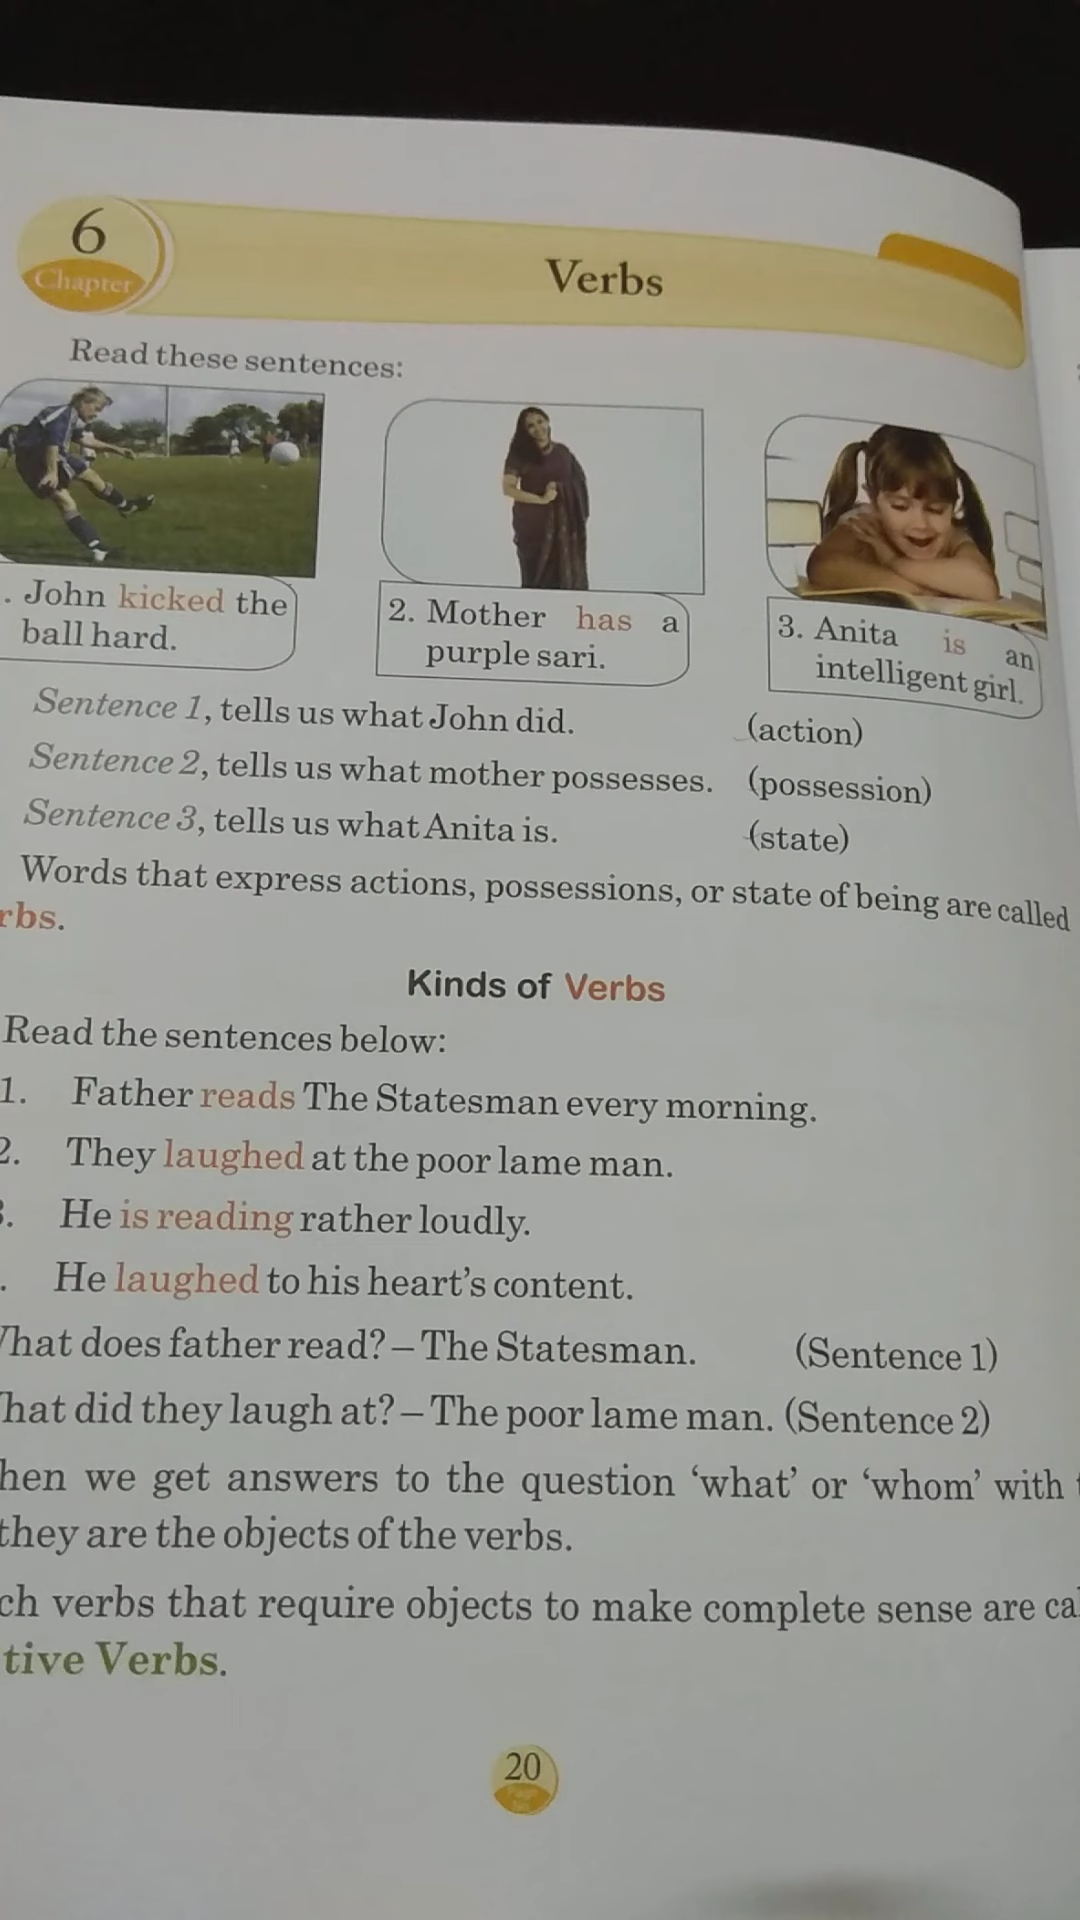 6
Chapter
Verbs
Read these sentences:
. John kicked the
ball hard.
2. Mother has a
purple sari.
3. Anita is an
intelligent girl.
Sentence 1, tells us what John did. (action)
Sentence 2, tells us what mother possesses. (possession)
Sentence 3, tells us what Anita is. (state)
Words that express actions, possessions, or state of being are called
rbs.
Kinds of Verbs
Read the sentences below:
1. Father reads The Statesman every morning.
2. They laughed at the poor lame man.
3. He is reading rather loudly.
. He laughed to his heart's content.
hat does father read? – The Statesman. (Sentence 1)
hat did they laugh at? – The poor lame man. (Sentence 2)
hen we get answers to the question 'what' or 'whom' with
they are the objects of the verbs.
ch verbs that require objects to make complete sense are cal
tive Verbs.
20